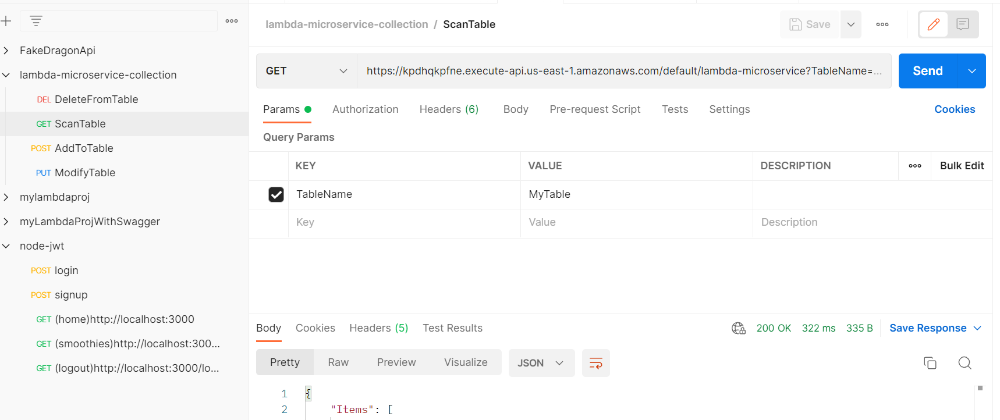 FakeDragonApi
lambda-microservice-collection
DEL DeleteFromTable
GET ScanTable
POST AddToTable
PUT ModifyTable
mylambdaproj
myLambdaProjWithSwagger
node-jwt
POST login
POST signup
GET (home)http://localhost:3000
GET (smoothies)http://localhost:300...
GET (logout)http://localhost:3000/lo...
lambda-microservice-collection / ScanTable
Save
GET https://kpdhqkpfne.execute-api.us-east-1.amazonaws.com/default/lambda-microservice?TableName=... Send
Params Authorization Headers (6) Body Pre-request Script Tests Settings Cookies
Query Params
KEY VALUE DESCRIPTION Bulk Edit
TableName MyTable
Key Value Description
Body Cookies Headers (5) Test Results 200 OK 322 ms 335 B Save Response
Pretty Raw Preview Visualize JSON
1 {
2 "Items": [